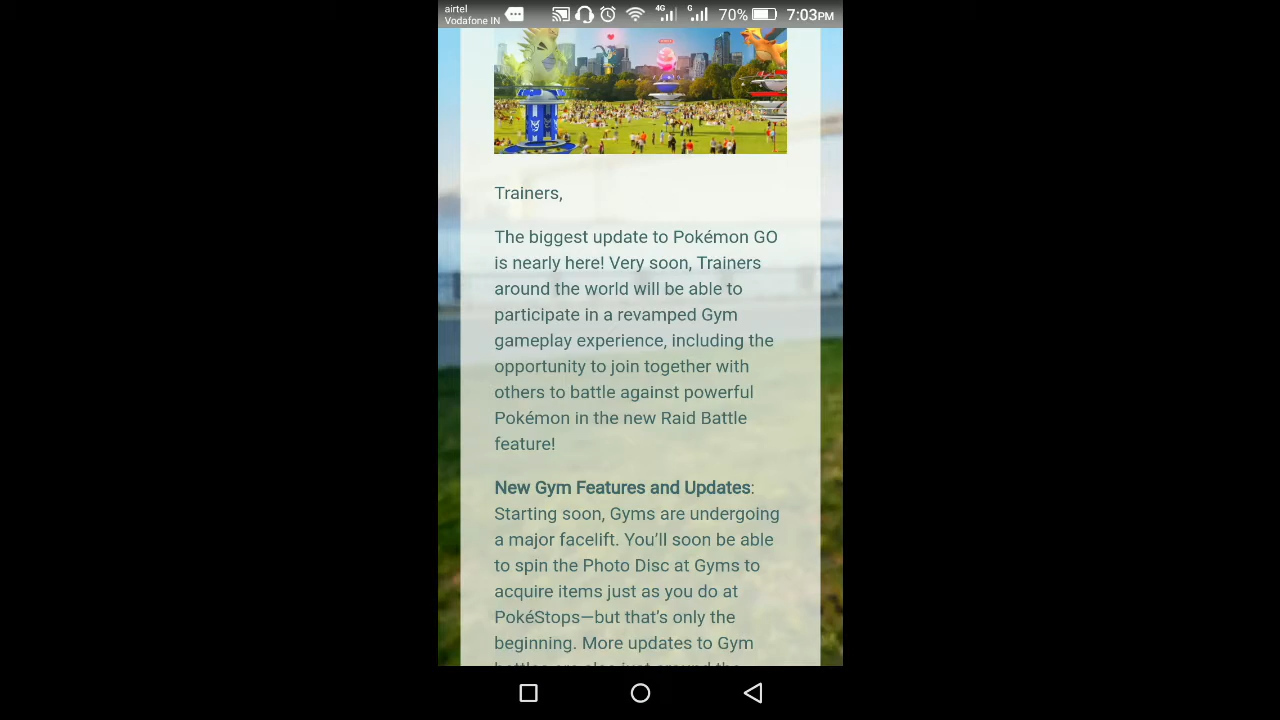 airtel
Vodafone IN
4G
G
70%
7:03PM
Trainers,
The biggest update to Pokémon GO
is nearly here! Very soon, Trainers
around the world will be able to
participate in a revamped Gym
gameplay experience, including the
opportunity to join together with
others to battle against powerful
Pokémon in the new Raid Battle
feature!
New Gym Features and Updates:
Starting soon, Gyms are undergoing
a major facelift. You’ll soon be able
to spin the Photo Disc at Gyms to
acquire items just as you do at
PokéStops—but that’s only the
beginning. More updates to Gym